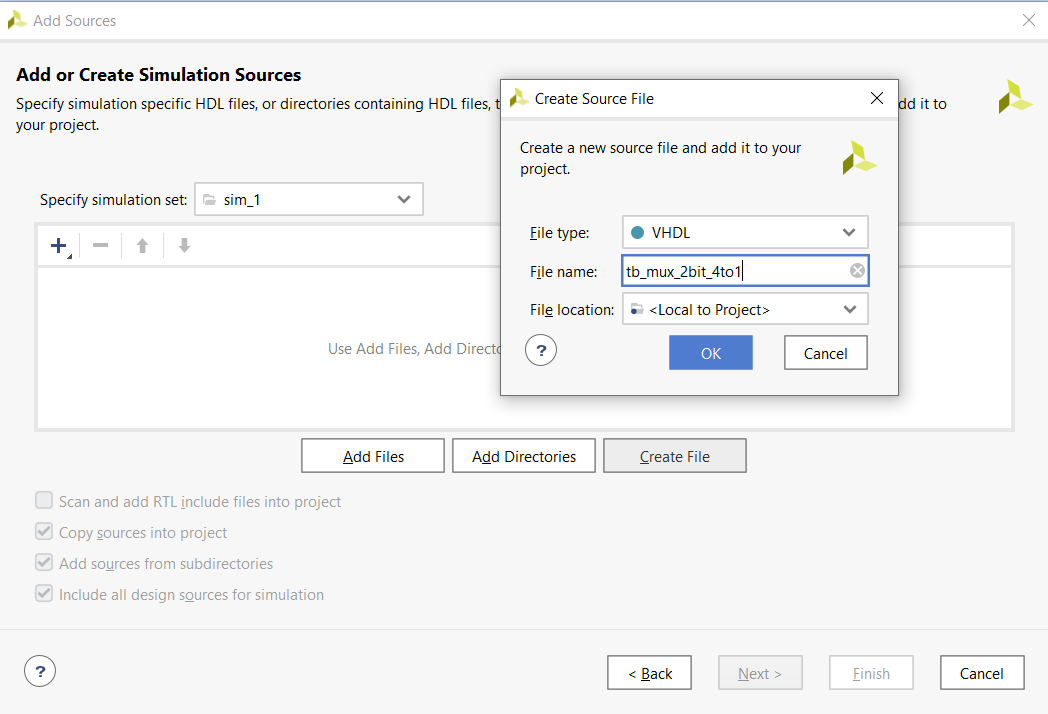 Add Sources
Add or Create Simulation Sources
Specify simulation specific HDL files, or directories containing HDL files, t
dd it to
your project.
Specify simulation set:
sim_1
Use Add Files, Add Directo
Add Files
Add Directories
Create File
Scan and add RTL include files into project
Copy sources into project
Add sources from subdirectories
Include all design sources for simulation
?
< Back
Next >
Finish
Cancel
Create Source File
Create a new source file and add it to your
project.
File type:
VHDL
File name:
tb_mux_2bit_4to1
File location:
<Local to Project>
?
OK
Cancel